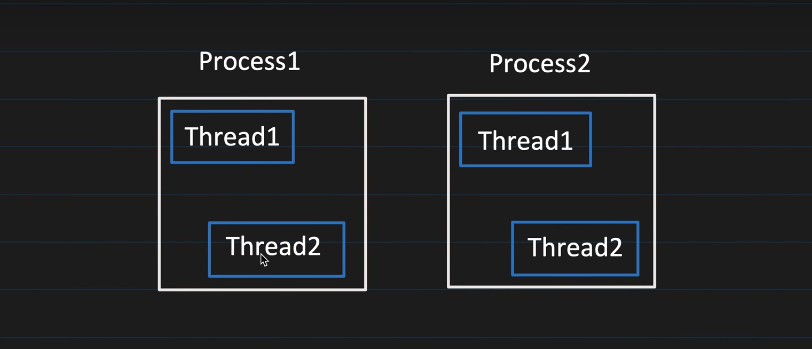 Process1
Thread1
Thread2
Process2
Thread1
Thread2